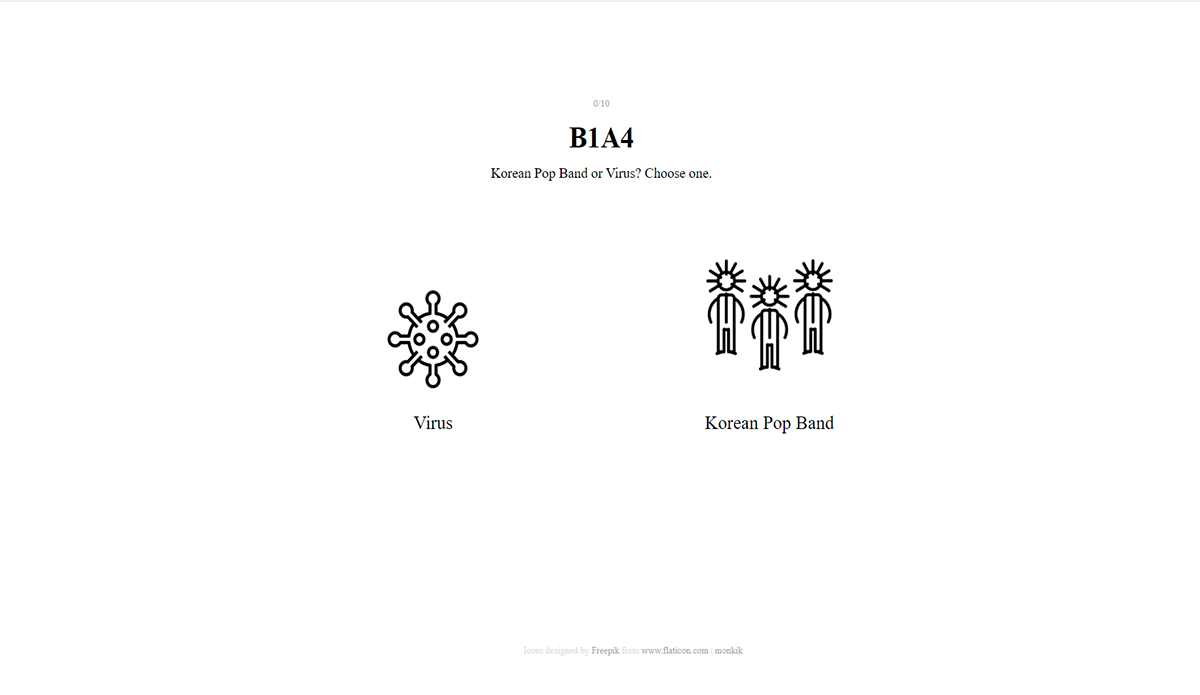 0/10
B1A4
Korean Pop Band or Virus? Choose one.
Virus
Korean Pop Band
Icons designed by Freepik from www.flaticon.com | monkik